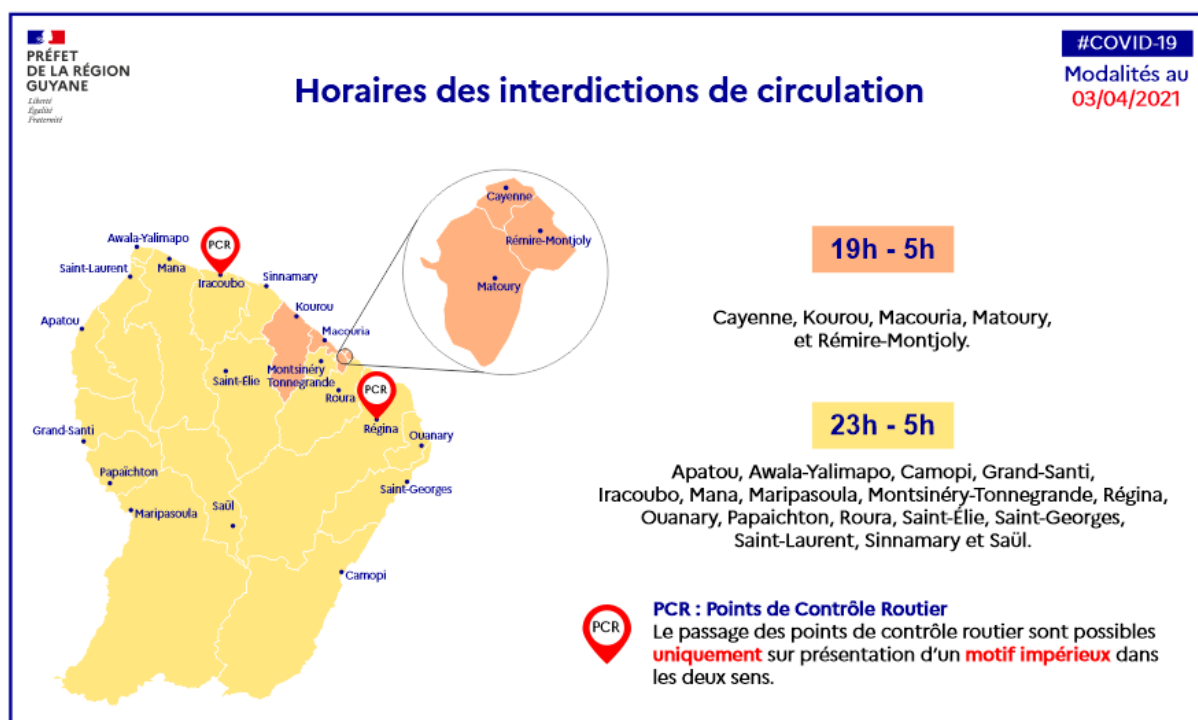 PRÉFET
DE LA RÉGION
GUYANE
Liberté
Égalité
Fraternité
#COVID-19
Modalités au
03/04/2021
Horaires des interdictions de circulation
Cayenne
Rémire-Montjoly
Matoury
Awala-Yalimapo
PCR
Saint-Laurent
Mana
Iracoubo
Sinnamary
Kourou
Apatou
Macouria
Saint-Élie
Montsinéry
Tonnegrande
Roura
PCR
Régina
Grand-Santi
Ouanary
Papaïchton
Saint-Georges
Maripasoula
Saül
Camopi
19h - 5h
Cayenne, Kourou, Macouria, Matoury,
et Rémire-Montjoly.
23h - 5h
Apatou, Awala-Yalimapo, Camopi, Grand-Santi,
Iracoubo, Mana, Maripasoula, Montsinéry-Tonnegrande, Régina,
Ouanary, Papaichton, Roura, Saint-Élie, Saint-Georges,
Saint-Laurent, Sinnamary et Saül.
PCR
PCR : Points de Contrôle Routier
Le passage des points de contrôle routier sont possibles
uniquement sur présentation d'un motif impérieux dans
les deux sens.